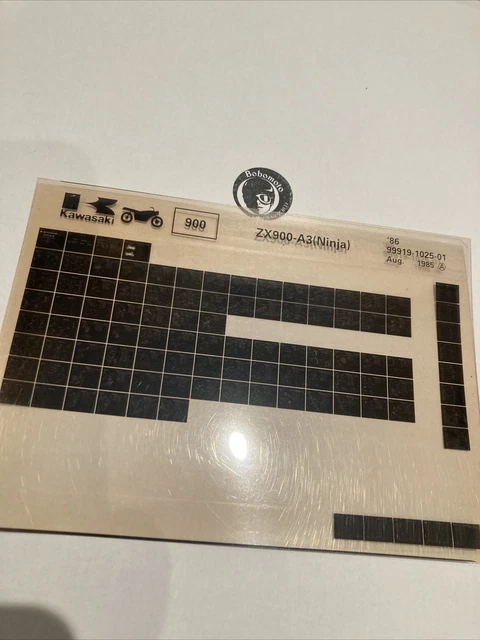 Bobomoto
Kawasaki
900
ZX900-A3(Ninja)
'86
99919-1025-01
Aug. 1985 Ⓐ